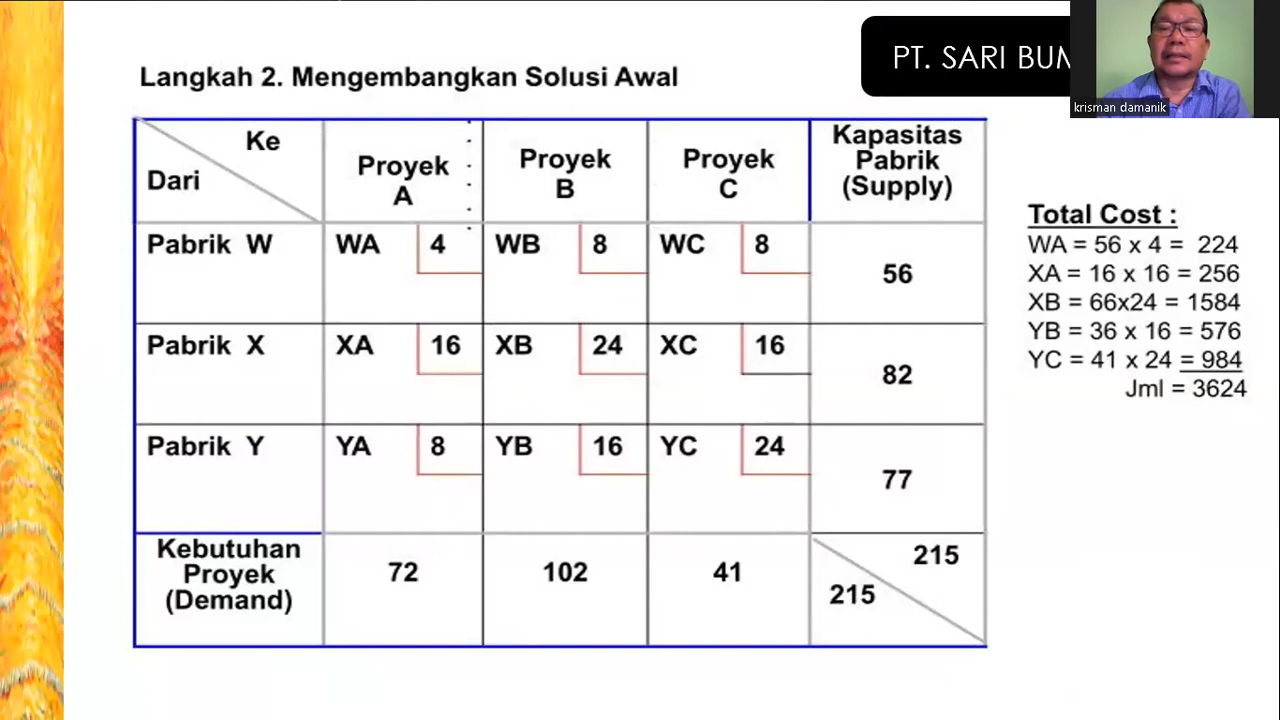 PT. SARI BUM
krisman damanik
Langkah 2. Mengembangkan Solusi Awal
Ke
Dari
Proyek
A
Proyek
B
Proyek
C
Kapasitas
Pabrik
(Supply)
Pabrik W
WA 4
WB 8
WC 8
56
Pabrik X
XA 16
XB 24
XC 16
82
Pabrik Y
YA 8
YB 16
YC 24
77
Kebutuhan
Proyek
(Demand)
72
102
41
215
215
Total Cost :
WA = 56 x 4 = 224
XA = 16 x 16 = 256
XB = 66x24 = 1584
YB = 36 x 16 = 576
YC = 41 x 24 = 984
Jml = 3624